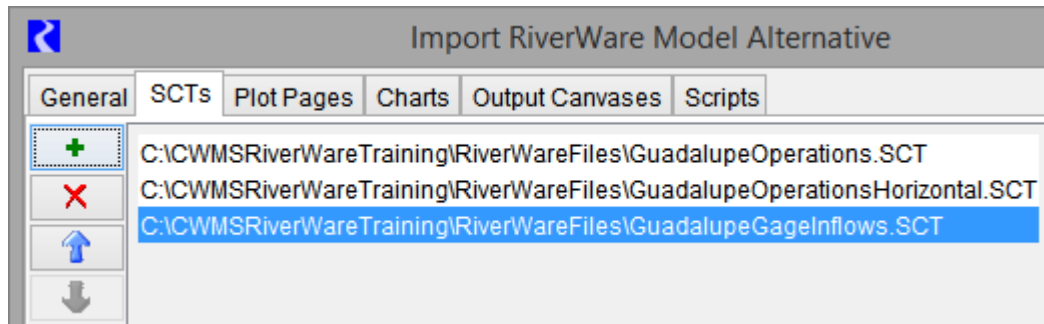 Import RiverWare Model Alternative
General SCTs Plot Pages Charts Output Canvases Scripts
C:\CWMSRiverWareTraining\RiverWareFiles\GuadalupeOperations.SCT
C:\CWMSRiverWareTraining\RiverWareFiles\GuadalupeOperationsHorizontal.SCT
C:\CWMSRiverWareTraining\RiverWareFiles\GuadalupeGageInflows.SCT